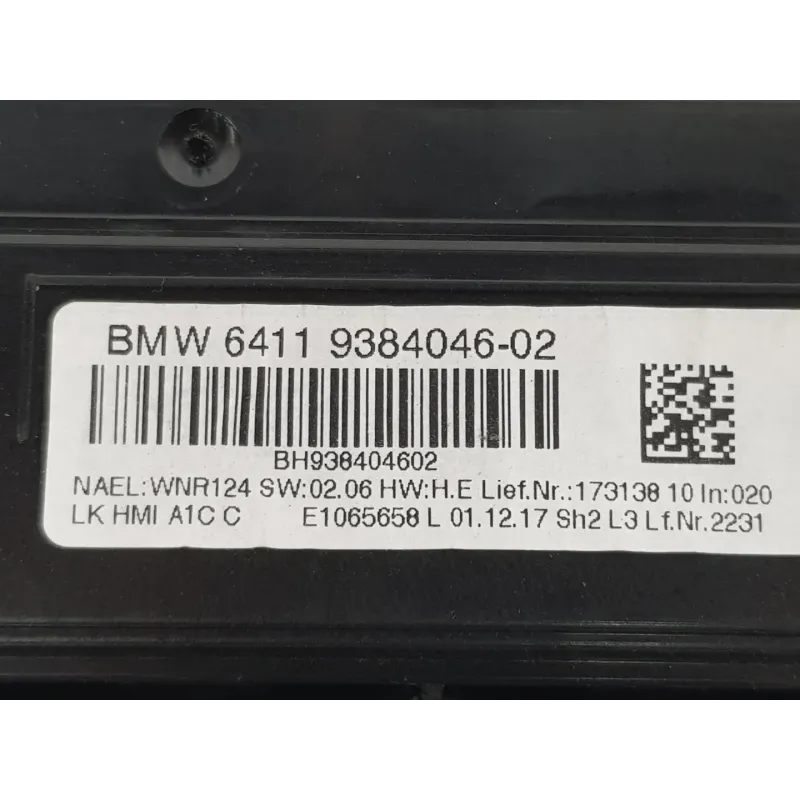 BMW 6411 9384046-02
BH938404602
NAEL:WNR124 SW:02.06 HW:H.E Lief.Nr.:173138 10 In:020
LK HMI A1C C E1065658 L 01.12.17 Sh2 L3 Lf.Nr.2231